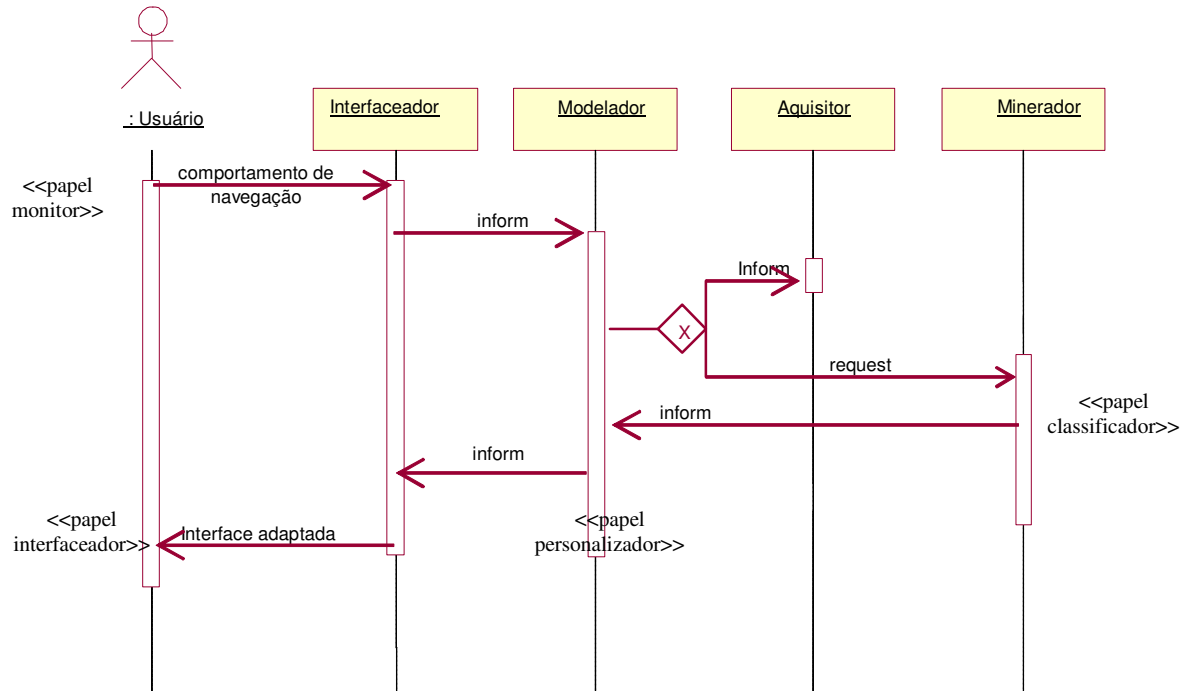 : Usuário
Interfaceador
Modelador
Aquisitor
Minerador
<<papel
monitor>>
comportamento de
navegação
inform
Inform
X
request
inform
<<papel
classificador>>
inform
<<papel
interfaceador>>
Interface adaptada
<<papel
personalizador>>